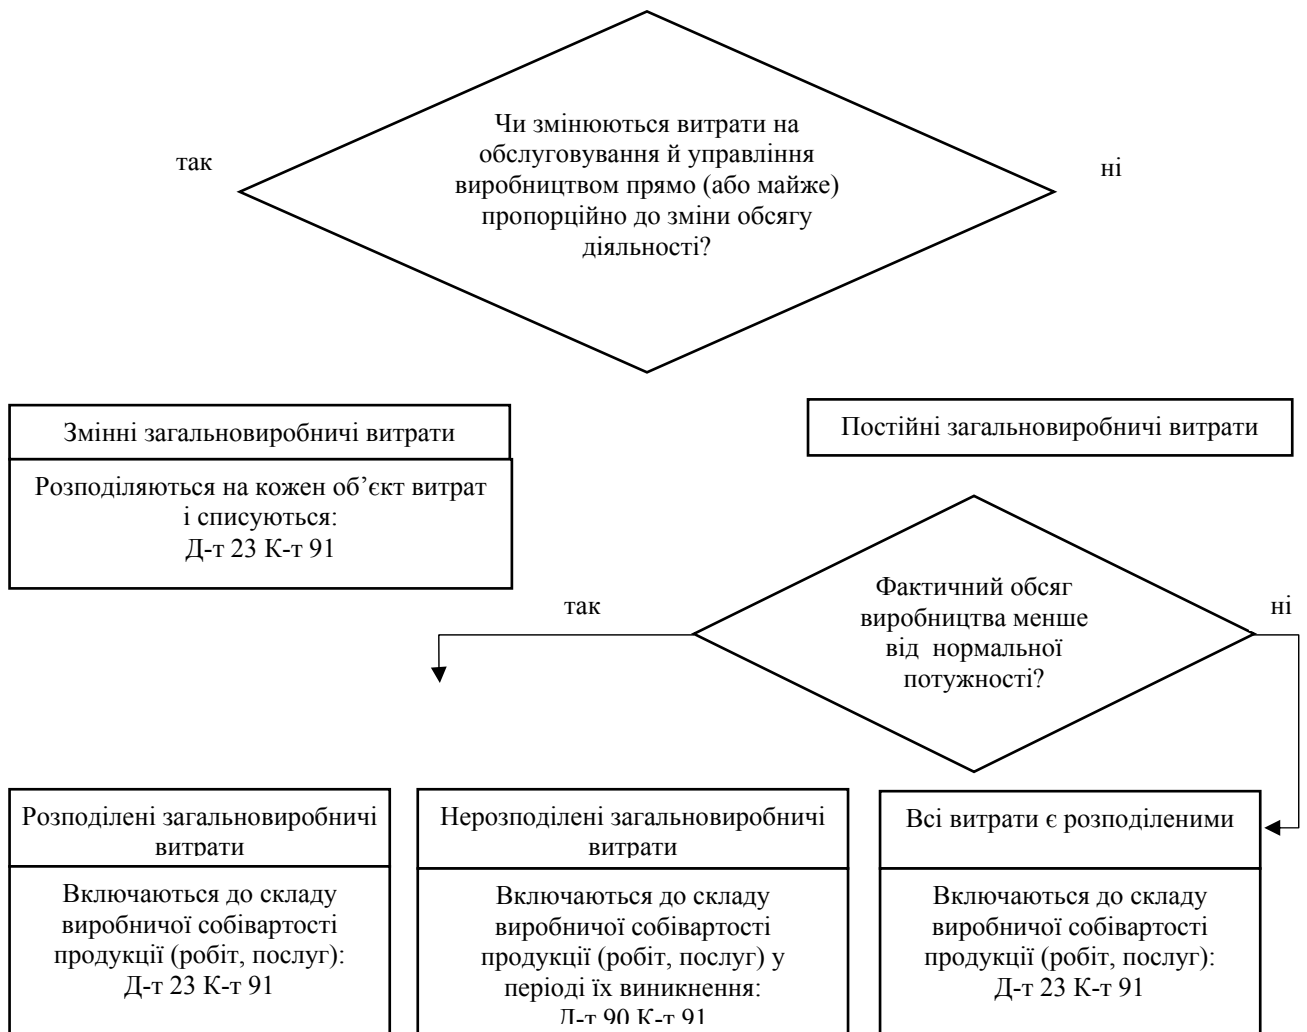 Чи змінюються витрати на
обслуговування й управління
виробництвом прямо (або майже)
пропорційно до зміни обсягу
діяльності?
так
ні
Змінні загальновиробничі витрати
Розподіляються на кожен об’єкт витрат
і списуються:
Д-т 23 К-т 91
Постійні загальновиробничі витрати
Фактичний обсяг
виробництва менше
від нормальної
потужності?
так
ні
Розподілені загальновиробничі
витрати
Включаються до складу
виробничої собівартості
продукції (робіт, послуг):
Д-т 23 К-т 91
Нерозподілені загальновиробничі
витрати
Включаються до складу
виробничої собівартості
продукції (робіт, послуг) у
періоді їх виникнення:
Д-т 90 К-т 91
Всі витрати є розподіленими
Включаються до складу
виробничої собівартості
продукції (робіт, послуг):
Д-т 23 К-т 91